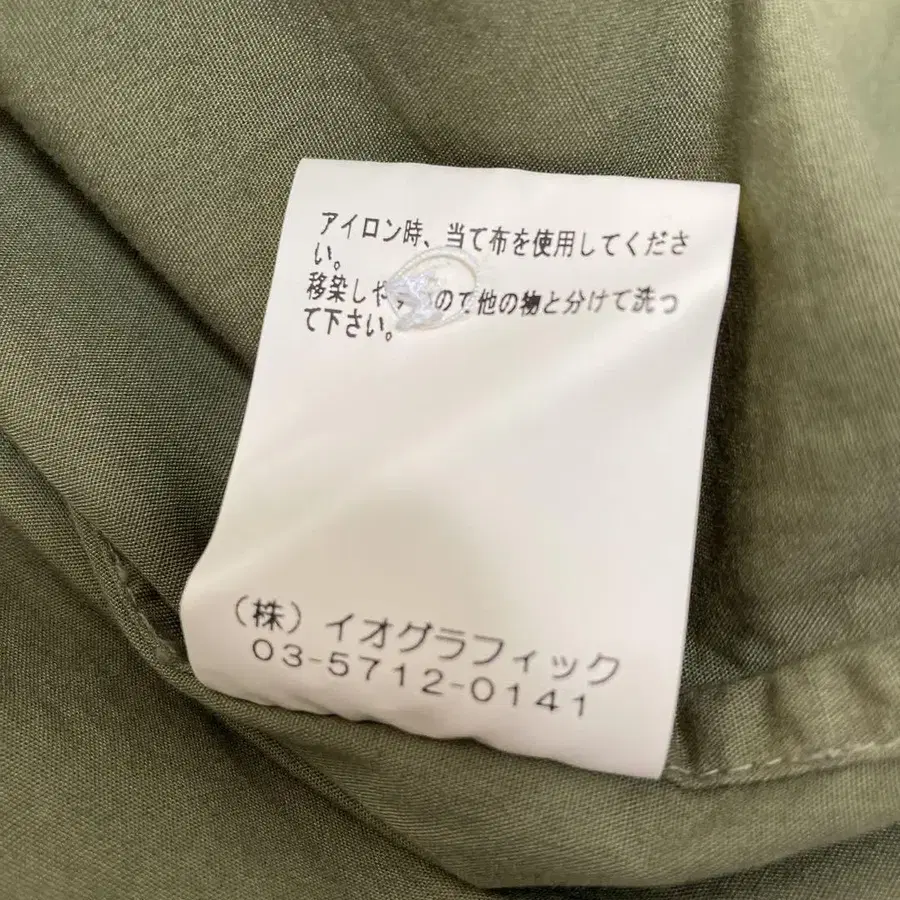 アイロン時、当て布を使用してくださ
い。
移染しや ので他の物と分けて洗っ
て下さい。
(株)イオグラフィック
03-5712-0141